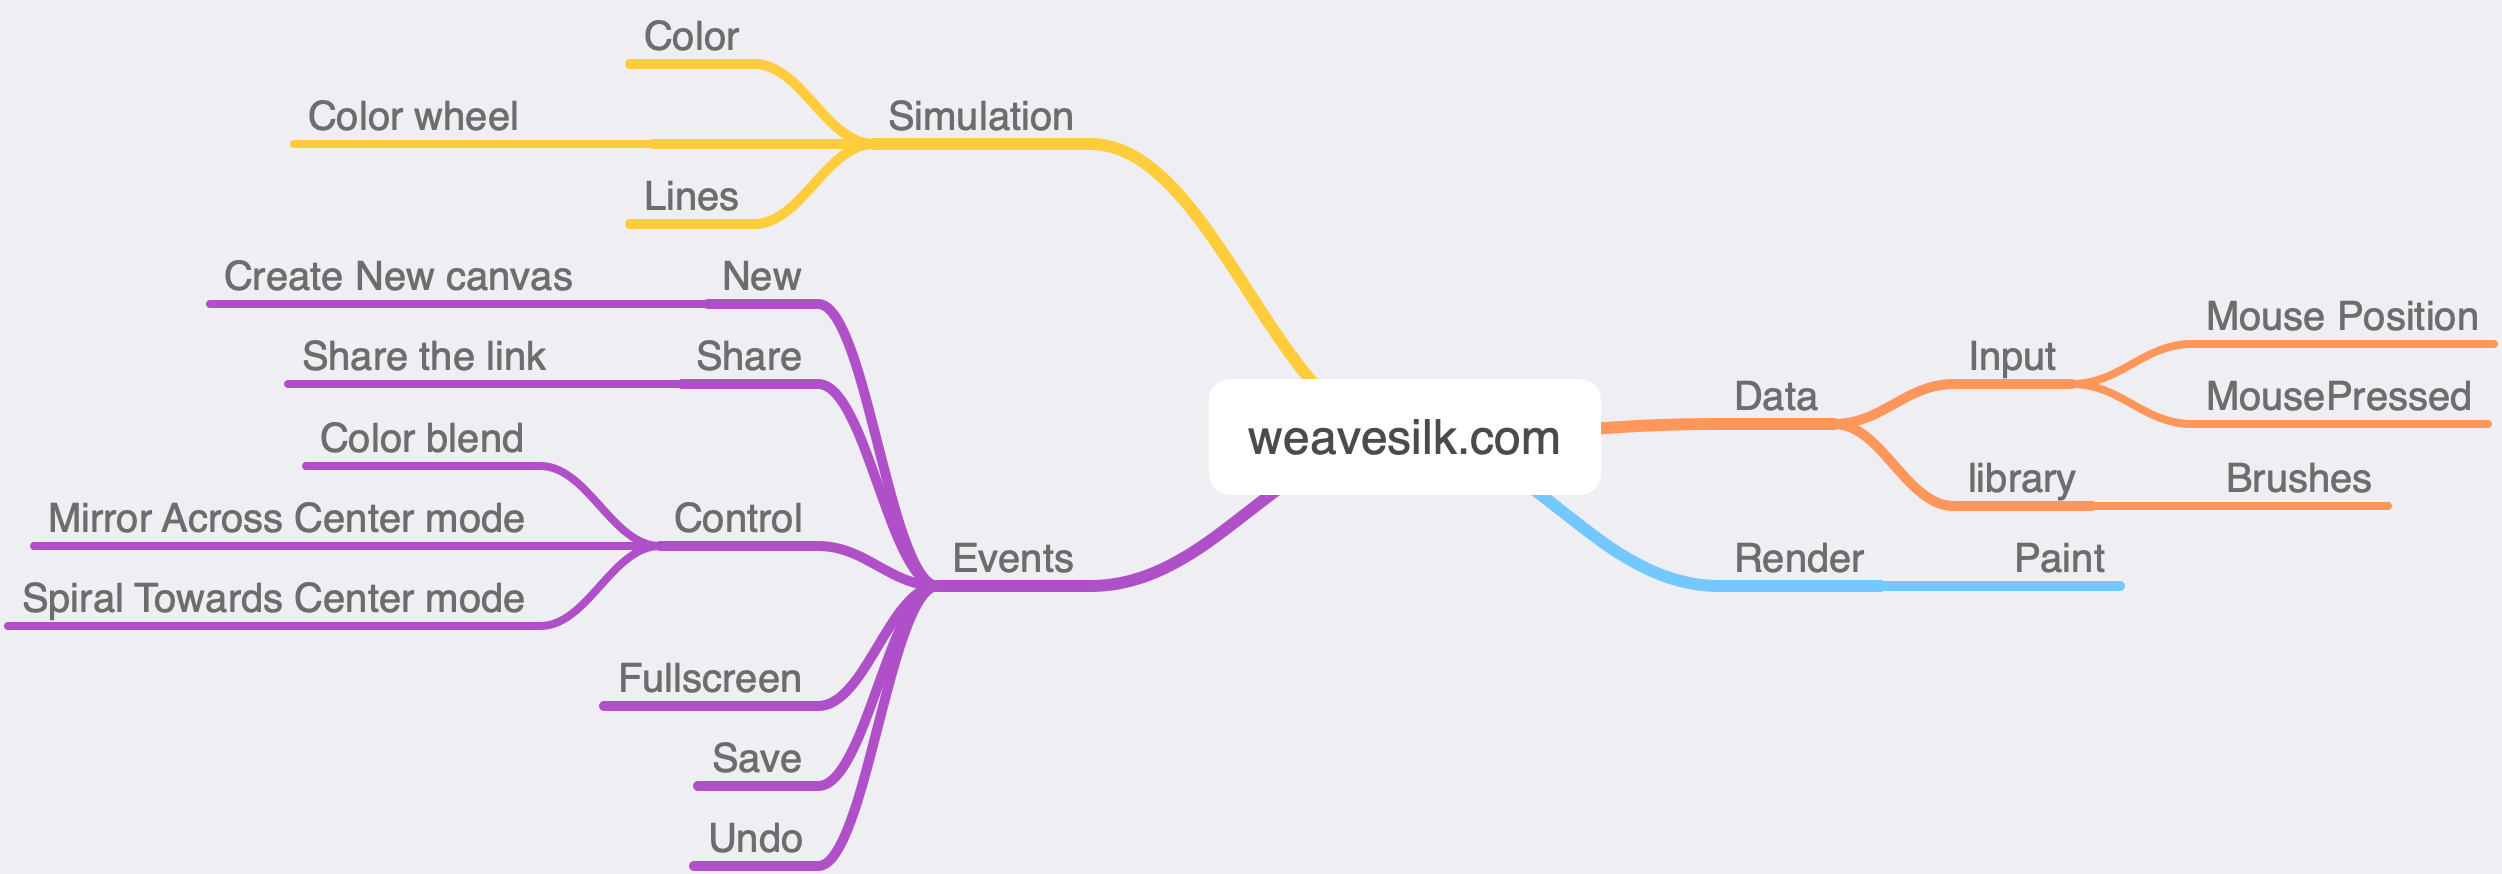 Color
Color wheel
Simulation
Lines
Create New canvas
New
Share the link
Share
Color blend
Mirror Across Center mode
Control
Spiral Towards Center mode
Events
Fullscreen
Save
Undo
weavesilk.com
Data
Input
Mouse Position
MousePressed
library
Brushes
Render
Paint